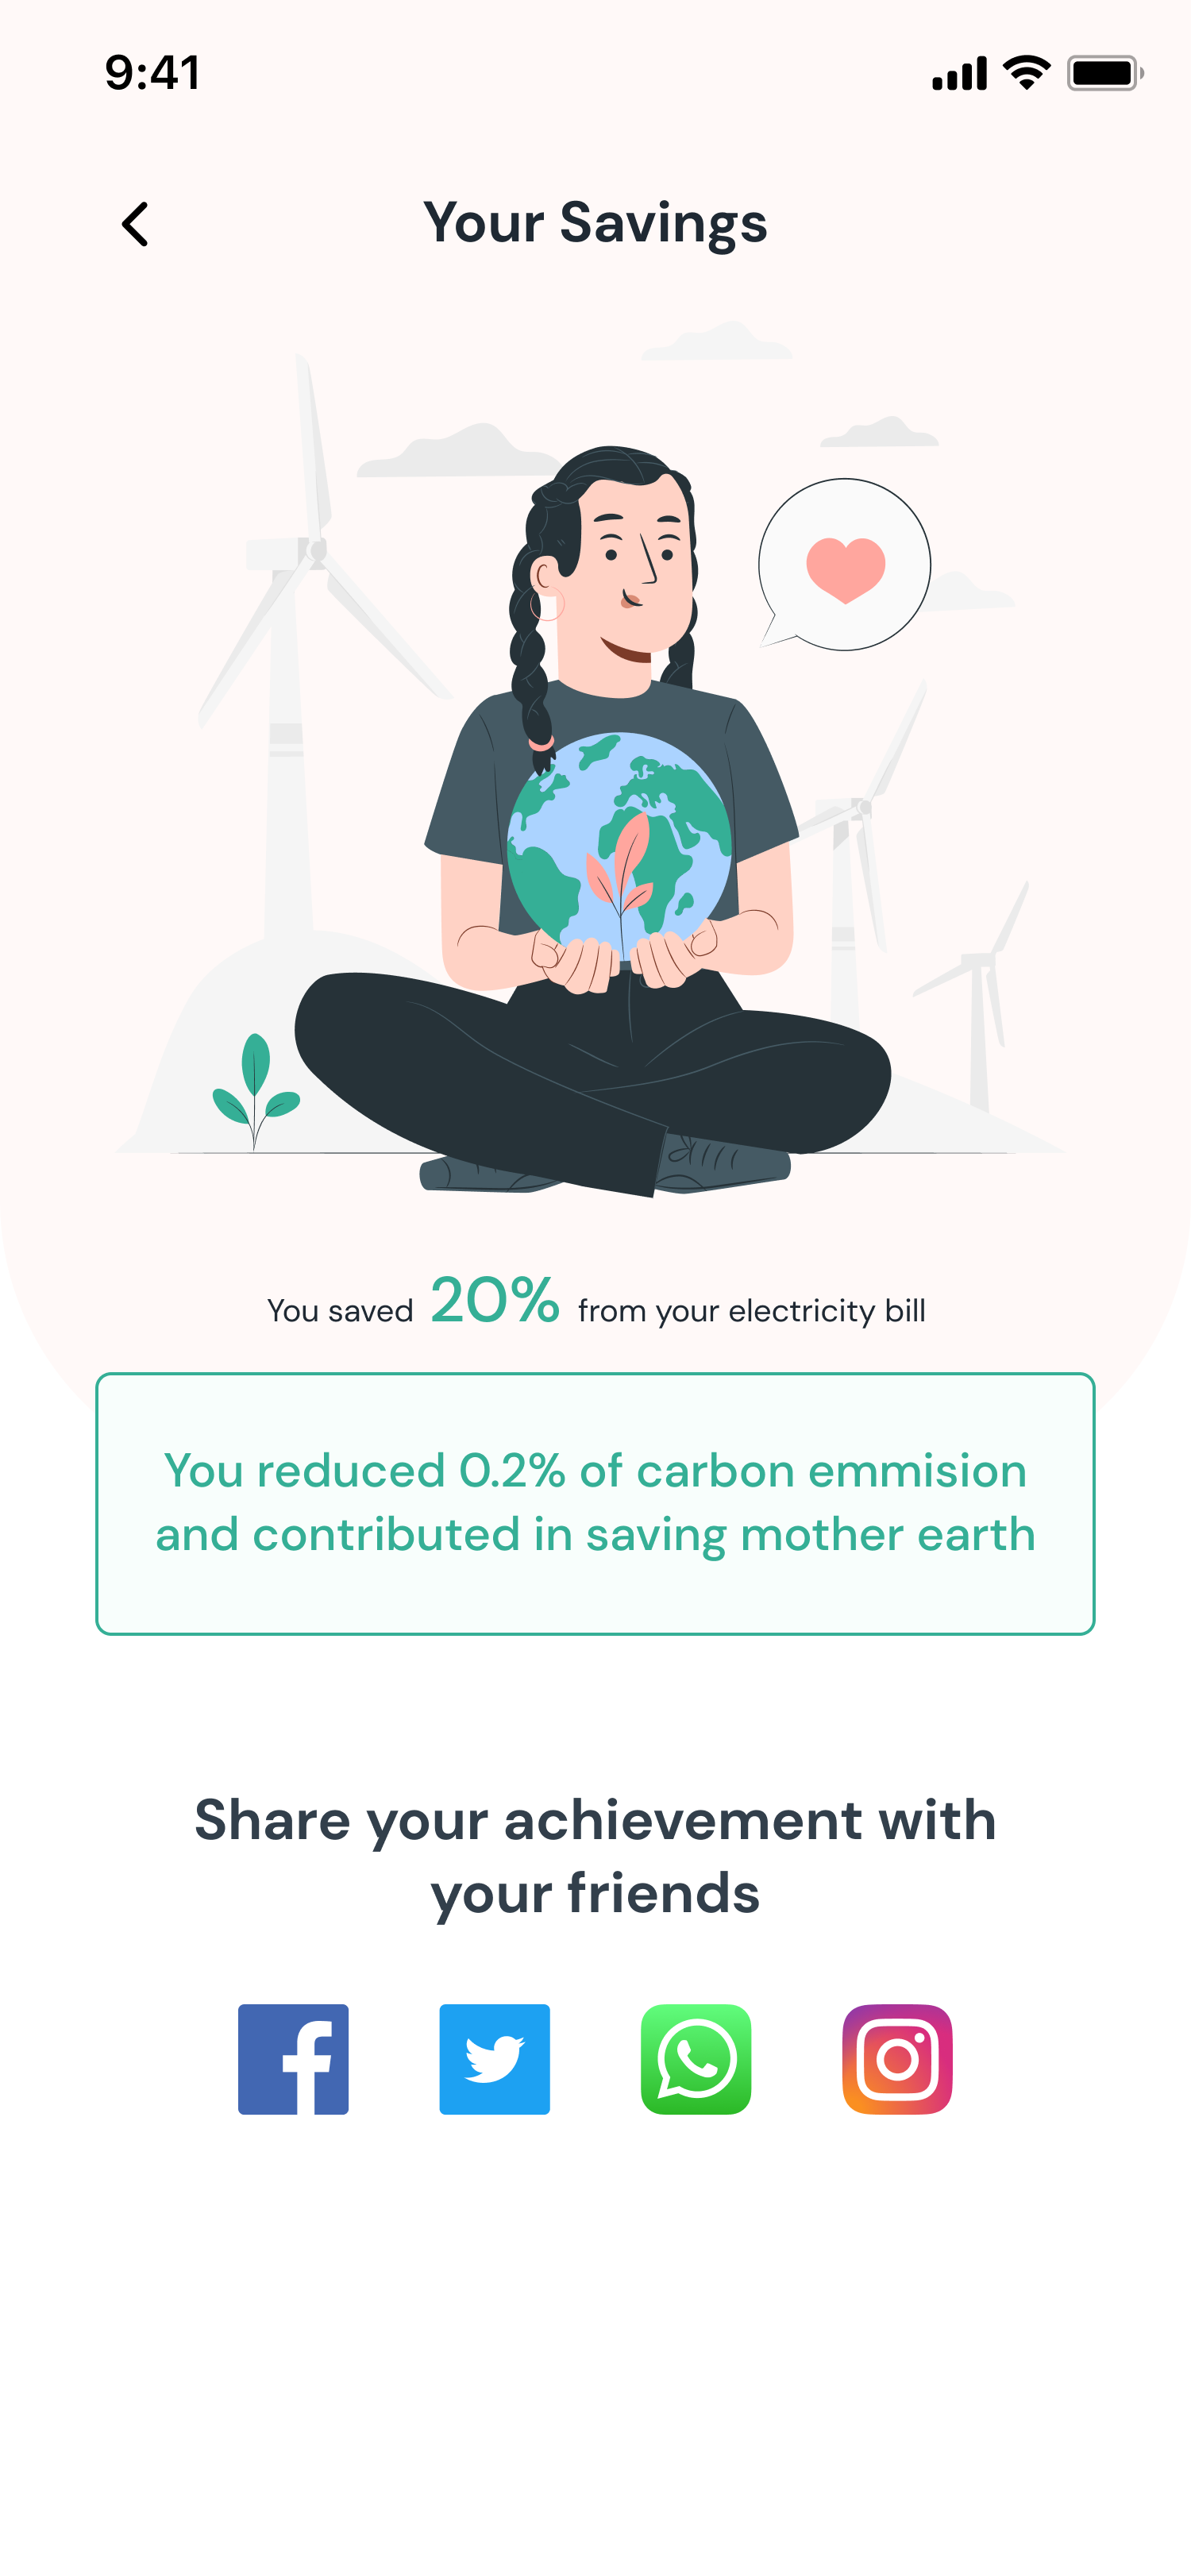 9:41
Your Savings
You saved 20% from your electricity bill
You reduced 0.2% of carbon emmision
and contributed in saving mother earth
Share your achievement with
your friends